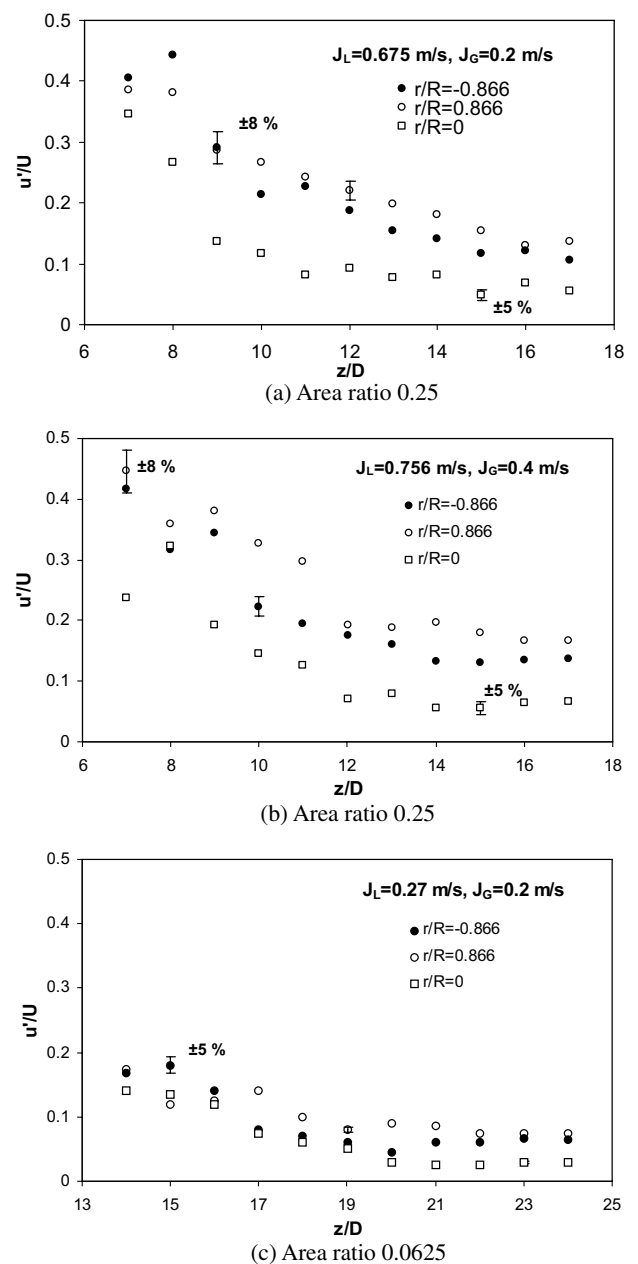 0.5
0.4
0.3
0.2
0.1
0
u'/U
J_L=0.675 m/s, J_G=0.2 m/s
r/R=-0.866
r/R=0.866
r/R=0
±8 %
±5 %
6 8 10 12 14 16 18
z/D
(a) Area ratio 0.25
0.5
0.4
0.3
0.2
0.1
0
u'/U
±8 %
J_L=0.756 m/s, J_G=0.4 m/s
r/R=-0.866
r/R=0.866
r/R=0
±5 %
6 8 10 12 14 16 18
z/D
(b) Area ratio 0.25
0.5
0.4
0.3
0.2
0.1
0
u'/U
J_L=0.27 m/s, J_G=0.2 m/s
r/R=-0.866
r/R=0.866
r/R=0
±5 %
13 15 17 19 21 23 25
z/D
(c) Area ratio 0.0625